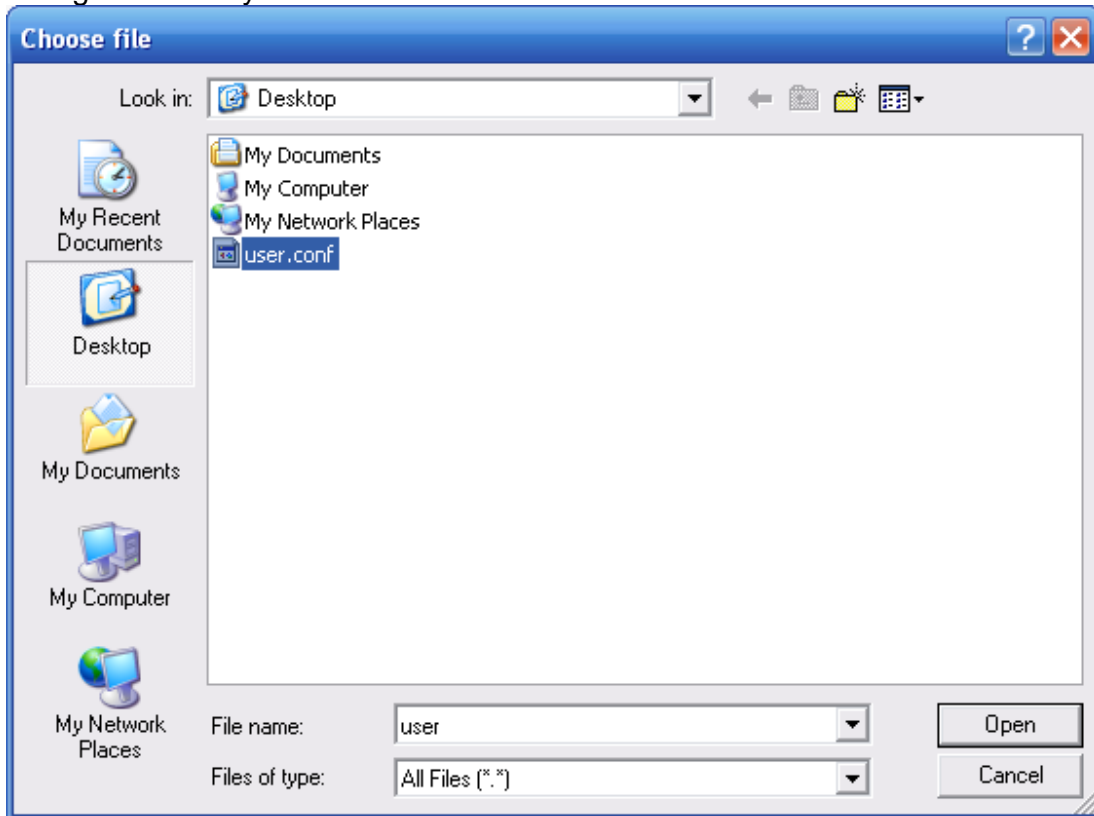 Choose file
Look in:
Desktop
My Documents
My Computer
My Network Places
user.conf
My Recent
Documents
Desktop
My Documents
My Computer
My Network
Places
File name:
user
Open
Files of type:
All Files (*.*)
Cancel